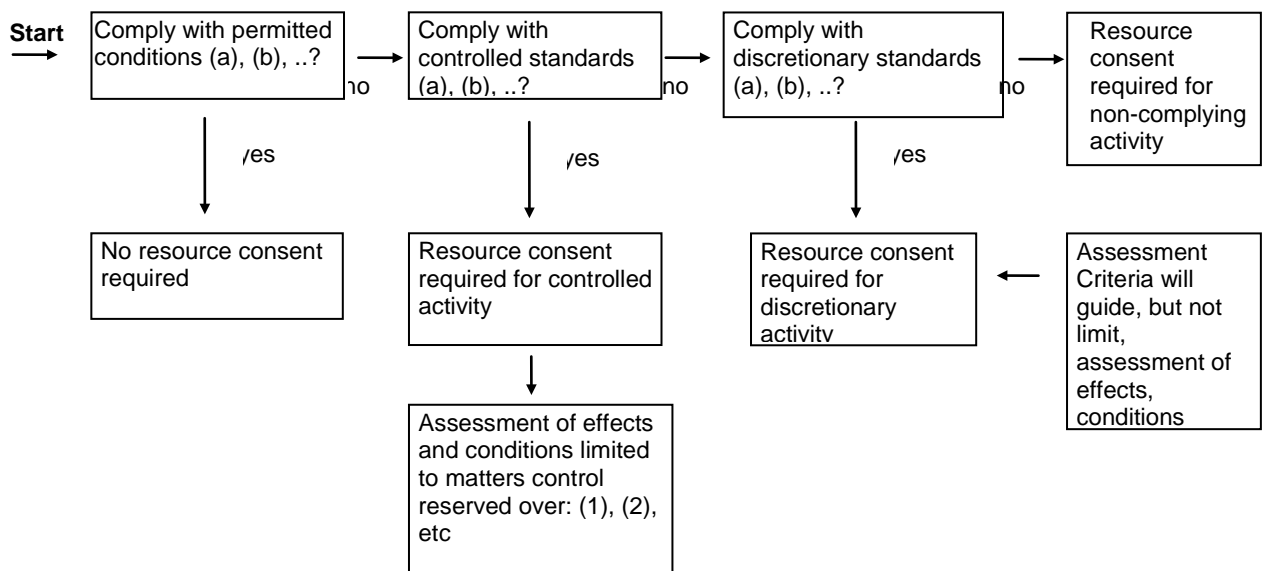 Start
Comply with permitted
conditions (a), (b), ..?
no
Comply with
controlled standards
(a), (b), ..?
no
Comply with
discretionary standards
(a), (b), ..?
no
Resource
consent
required for
non-complying
activity
yes
yes
yes
No resource consent
required
Resource consent
required for controlled
activity
Resource consent
required for
discretionary
activity
Assessment
Criteria will
guide, but not
limit,
assessment of
effects,
conditions
Assessment of effects
and conditions limited
to matters control
reserved over: (1), (2),
etc